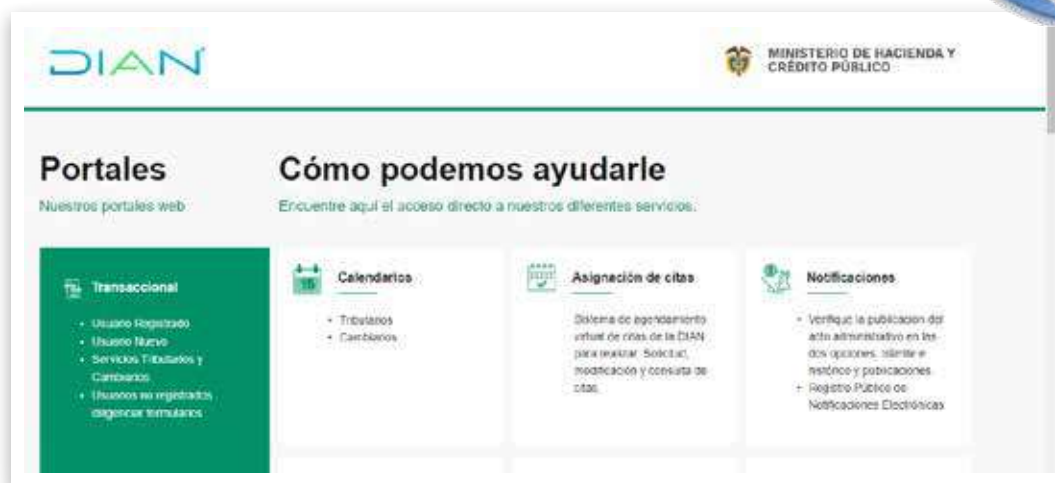 DIAN
MINISTERIO DE HACIENDA Y
CRÉDITO PÚBLICO
Portales
Nuestros portales web
Cómo podemos ayudarle
Encuentre aquí el acceso directo a nuestros diferentes servicios.
Transaccional
• Usuario Registrado
• Usuario Nuevo
• Servicios Tributarios y
Cambiarios
• Usuarios no registrados
diligenciar formularios
15
Calendarios
• Tributarios
• Cambiarios
Asignación de citas
Sistema de agendamiento
virtual de citas de la DIAN
para realizar: Solicitud,
modificación y consulta de
citas.
Notificaciones
• Verifique la publicación del
acto administrativo en las
dos opciones, trámite e
histórico y publicaciones.
• Registro Público de
Notificaciones Electrónicas